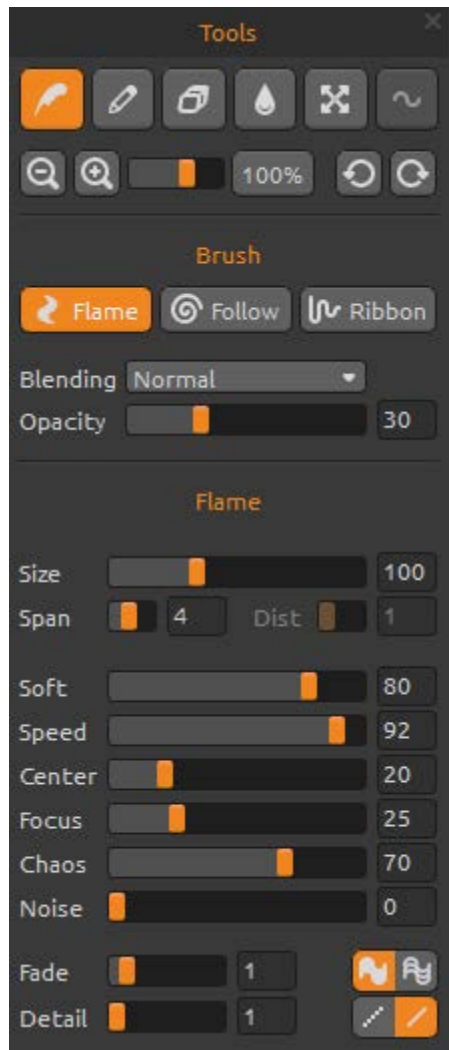 Tools
100%
Brush
Flame Follow Ribbon
Blending Normal
Opacity 30
Flame
Size 100
Span 4 Dist 1
Soft 80
Speed 92
Center 20
Focus 25
Chaos 70
Noise 0
Fade 1
Detail 1